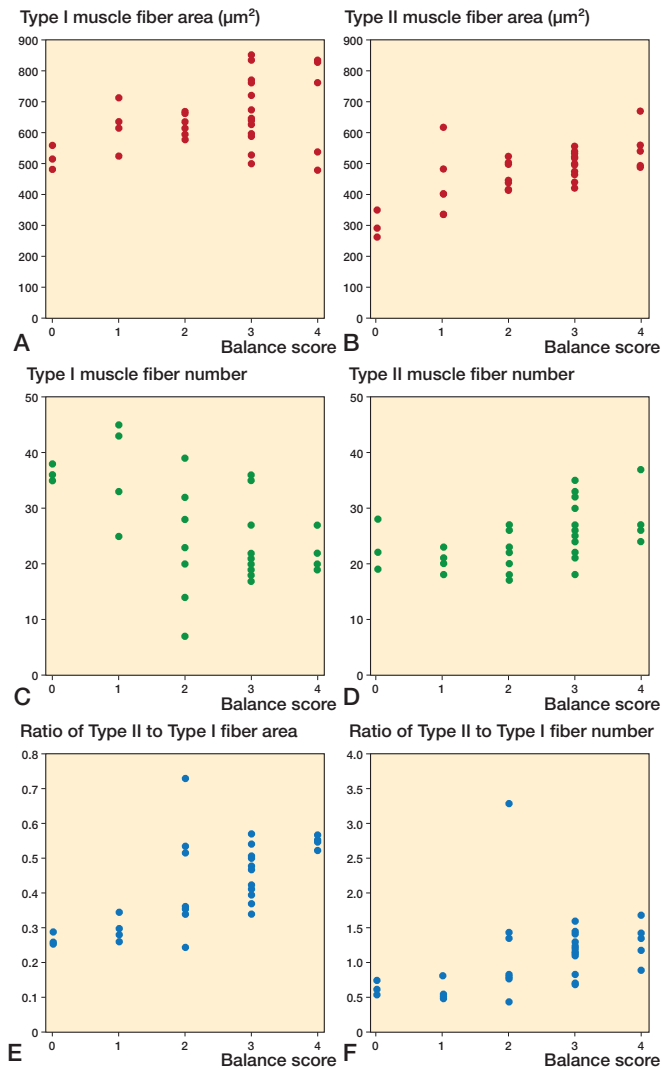 Type I muscle fiber area (µm²)
900
800
700
600
500
400
300
200
100
0
0 1 2 3 4
A
Balance score
Type II muscle fiber area (µm²)
900
800
700
600
500
400
300
200
100
0
0 1 2 3 4
B
Balance score
Type I muscle fiber number
50
40
30
20
10
0
0 1 2 3 4
C
Balance score
Type II muscle fiber number
50
40
30
20
10
0
0 1 2 3 4
D
Balance score
Ratio of Type II to Type I fiber area
0.8
0.7
0.6
0.5
0.4
0.3
0.2
0.1
0
0 1 2 3 4
E
Balance score
Ratio of Type II to Type I fiber number
4.0
3.5
3.0
2.5
2.0
1.5
1.0
0.5
0
0 1 2 3 4
F
Balance score